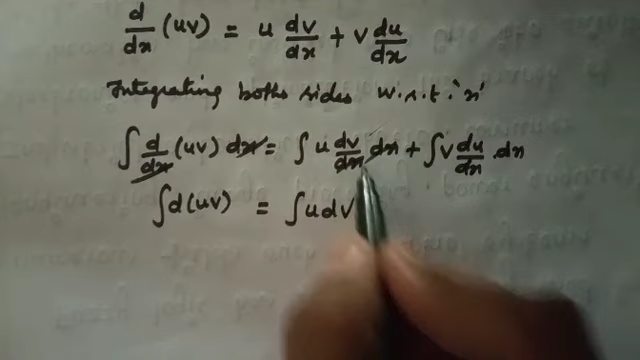 d/dx (uv) = u dv/dx + v du/dx
Integrating boths sides w.r.t. 'x'
∫ d/dx (uv) dx = ∫ u dv/dx dx + ∫ v du/dx .dx
∫ d(uv) = ∫ u dv